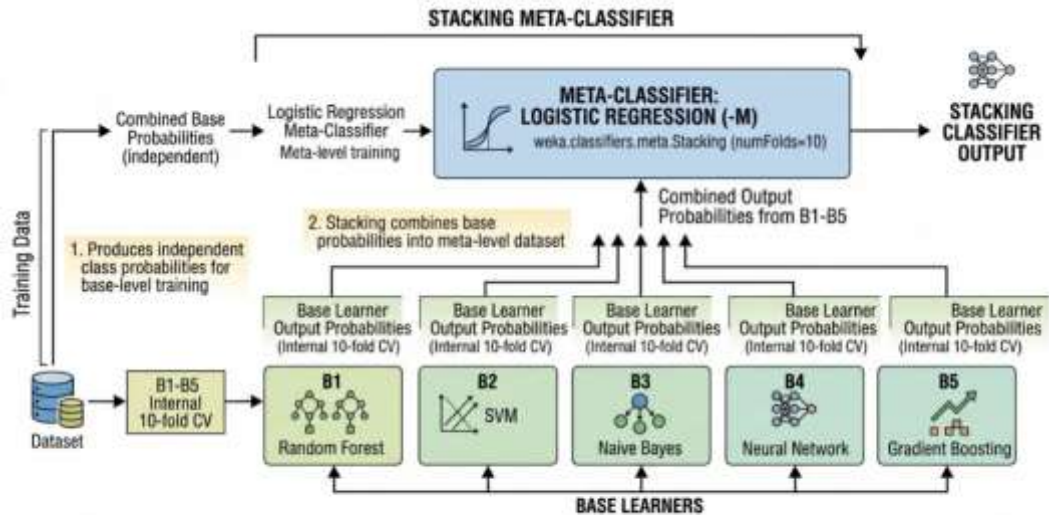 STACKING META-CLASSIFIER
Combined Base
Probabilities
(independent)
Logistic Regression
Meta-Classifier
Meta-level training
META-CLASSIFIER:
LOGISTIC REGRESSION (-M)
weka.classifiers.meta.Stacking (numFolds=10)
STACKING
CLASSIFIER
OUTPUT
Training Data
1. Produces independent
class probabilities for
base-level training
2. Stacking combines base
probabilities into meta-level dataset
Combined Output
Probabilities from B1-B5
Base Learner
Output Probabilities
(Internal 10-fold CV)
Base Learner
Output Probabilities
(Internal 10-fold CV)
Base Learner
Output Probabilities
(Internal 10-fold CV)
Base Learner
Output Probabilities
(Internal 10-fold CV)
Base Learner
Output Probabilities
(Internal 10-fold CV)
Dataset
B1-B5
Internal
10-fold CV
B1
Random Forest
B2
SVM
B3
Naive Bayes
B4
Neural Network
B5
Gradient Boosting
BASE LEARNERS